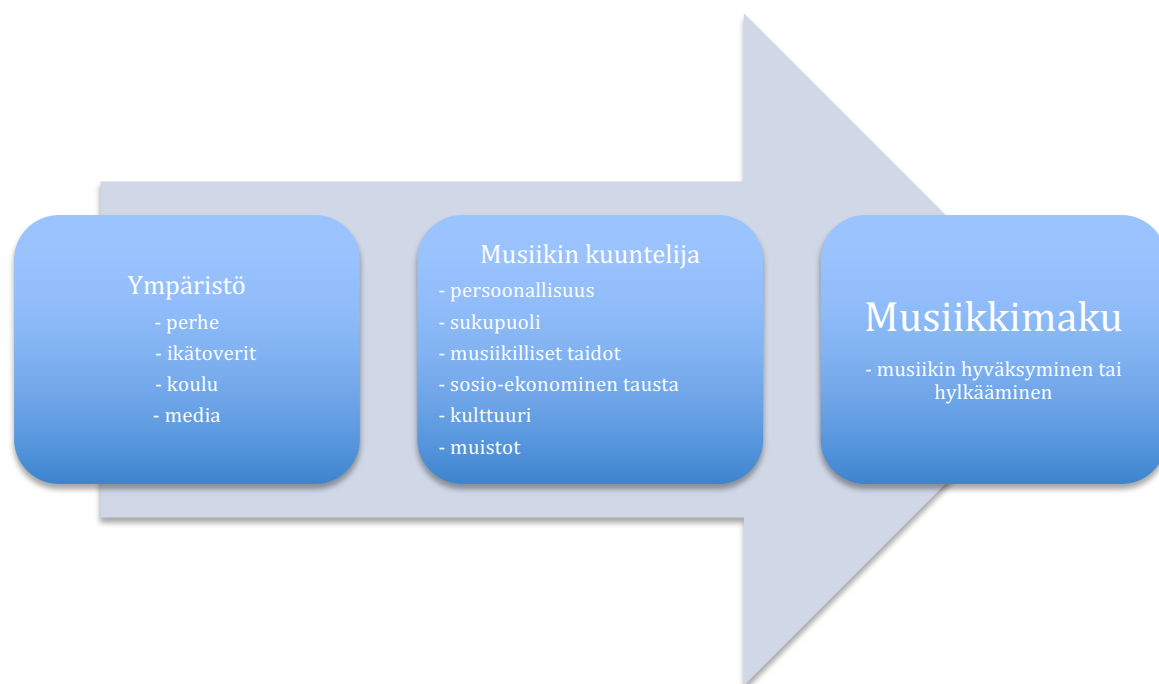 Ympäristö
- perhe
- ikätoverit
- koulu
- media
Musiikin kuuntelija
- persoonallisuus
- sukupuoli
- musiikilliset taidot
- sosio-ekonominen tausta
- kulttuuri
- muistot
Musiikkimaku
- musiikin hyväksyminen tai
hylkääminen